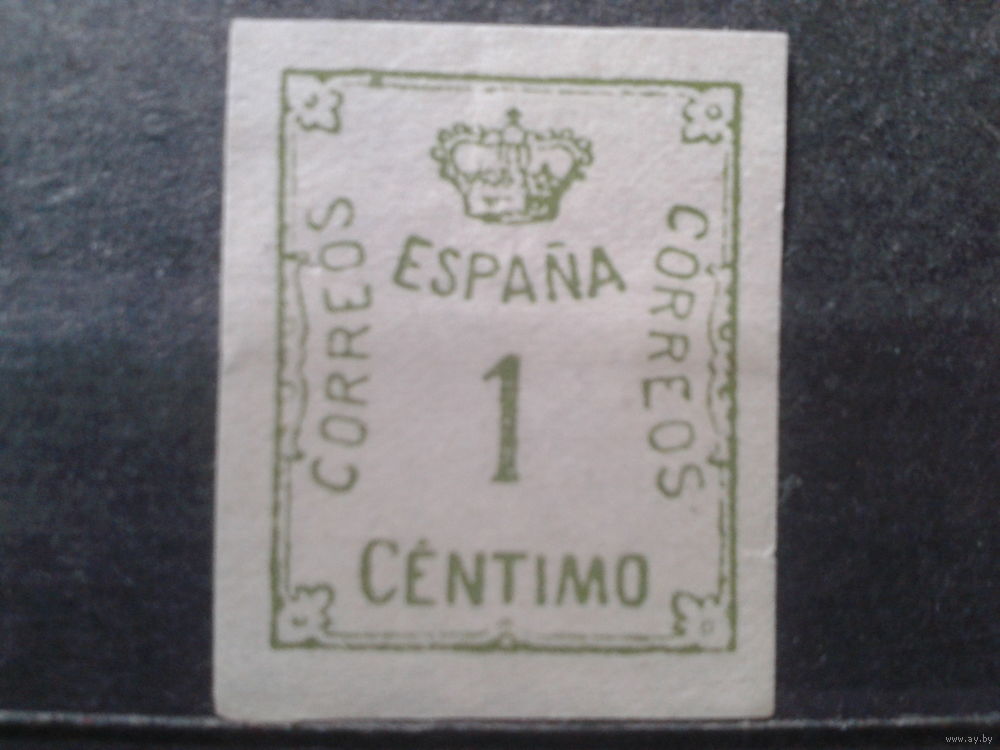 ESPAÑA
CORREOS
CORREOS
1
CÉNTIMO
www.ay.by